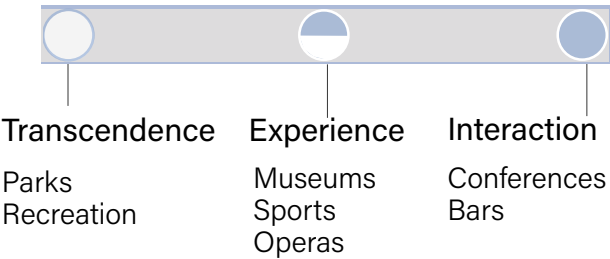 Transcendence
Parks
Recreation
Experience
Museums
Sports
Operas
Interaction
Conferences
Bars